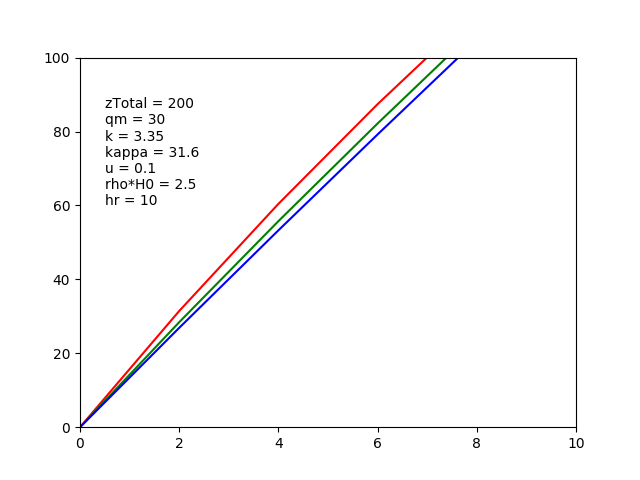 100
80
60
40
20
0
zTotal = 200
qm = 30
k = 3.35
kappa = 31.6
u = 0.1
rho*H0 = 2.5
hr = 10
0 2 4 6 8 10